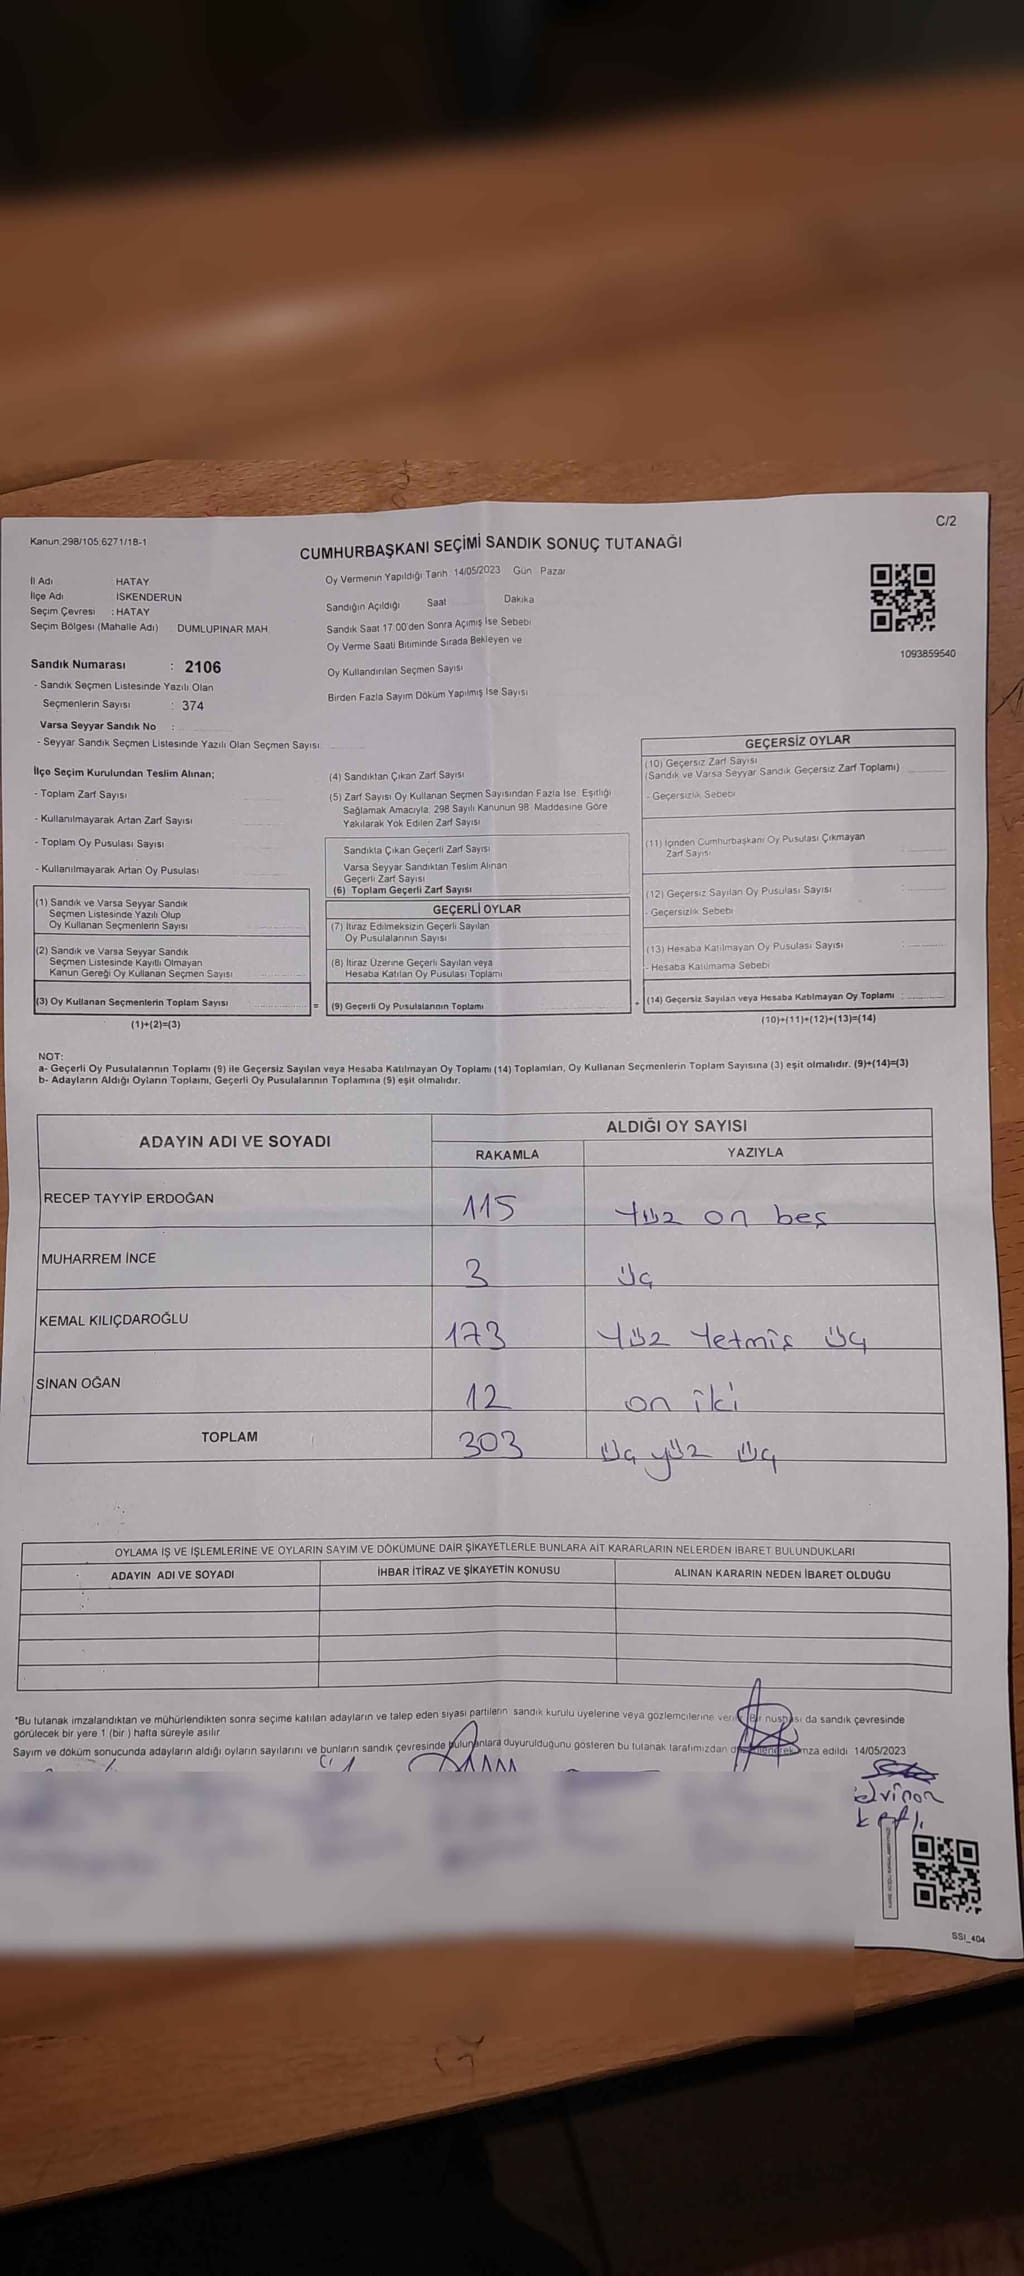 C/2
Kanun 298/105 6271/18-1
CUMHURBAŞKANI SEÇİMİ SANDIK SONUÇ TUTANAĞI
İl Adı HATAY
İlçe Adı İSKENDERUN
Seçim Çevresi : HATAY
Seçim Bölgesi (Mahalle Adı) DUMLUPINAR MAH.
Oy Vermenin Yapıldığı Tarih 14/05/2023 Gün Pazar
Sandığın Açıldığı Saat Dakika
Sandık Saat 17.00'den Sonra Açımış İse Sebebi
Oy Verme Saati Bitiminde Sırada Bekleyen ve
Oy Kullandırılan Seçmen Sayısı
Birden Fazla Sayım Döküm Yapılmış İse Sayısı
1093859540
Sandık Numarası : 2106
- Sandık Seçmen Listesinde Yazılı Olan
Seçmenlerin Sayısı : 374
Varsa Seyyar Sandık No :
- Seyyar Sandık Seçmen Listesinde Yazılı Olan Seçmen Sayısı
İlçe Seçim Kurulundan Teslim Alınan;
- Toplam Zarf Sayısı
- Kullanılmayarak Artan Zarf Sayısı
- Toplam Oy Pusulası Sayısı
- Kullanılmayarak Artan Oy Pusulası
(1) Sandık ve Varsa Seyyar Sandık
Seçmen Listesinde Yazılı Olup
Oy Kullanan Seçmenlerin Sayısı
(2) Sandık ve Varsa Seyyar Sandık
Seçmen Listesinde Kayıtlı Olmayan
Kanun Gereği Oy Kullanan Seçmen Sayısı
(3) Oy Kullanan Seçmenlerin Toplam Sayısı
(1)+(2)=(3)
(4) Sandıktan Çıkan Zarf Sayısı
(5) Zarf Sayısı Oy Kullanan Seçmen Sayısından Fazla İse Eşitliği
Sağlamak Amacıyla, 298 Sayılı Kanunun 98. Maddesine Göre
Yakılarak Yok Edilen Zarf Sayısı
Sandıkta Çıkan Geçerli Zarf Sayısı
Varsa Seyyar Sandıktan Teslim Alınan
Geçerli Zarf Sayısı
(6) Toplam Geçerli Zarf Sayısı
GEÇERLİ OYLAR
(7) İtiraz Edilmeksizin Geçerli Sayılan
Oy Pusulalarının Sayısı
(8) İtiraz Üzerine Geçerli Sayılan veya
Hesaba Katılan Oy Pusulası Toplamı
= (9) Geçerli Oy Pusulalarının Toplamı
GEÇERSİZ OYLAR
(10) Geçersiz Zarf Sayısı
(Sandık ve Varsa Seyyar Sandık Geçersiz Zarf Toplamı)
- Geçersizlik Sebebi
(11) İçinden Cumhurbaşkanı Oy Pusulası Çıkmayan
Zarf Sayısı
(12) Geçersiz Sayılan Oy Pusulası Sayısı
- Geçersizlik Sebebi
(13) Hesaba Katılmayan Oy Pusulası Sayısı
- Hesaba Katılmama Sebebi
+ (14) Geçersiz Sayılan veya Hesaba Katılmayan Oy Toplamı :
(10)+(11)+(12)+(13)=(14)
NOT:
a- Geçerli Oy Pusulalarının Toplamı (9) ile Geçersiz Sayılan veya Hesaba Katılmayan Oy Toplamı (14) Toplamları, Oy Kullanan Seçmenlerin Toplam Sayısına (3) eşit olmalıdır. (9)+(14)=(3)
b- Adayların Aldığı Oyların Toplamı, Geçerli Oy Pusulalarının Toplamına (9) eşit olmalıdır.
ADAYIN ADI VE SOYADI ALDIĞI OY SAYISI
RAKAMLA YAZIYLA
RECEP TAYYİP ERDOĞAN 115 Yüz on beş
MUHARREM İNCE 3 üç
KEMAL KILIÇDAROĞLU 173 Yüz Yetmiş üç
SİNAN OĞAN 12 on iki
TOPLAM 303 üç yüz üç
OYLAMA İŞ VE İŞLEMLERİNE VE OYLARIN SAYIM VE DÖKÜMÜNE DAİR ŞİKAYETLERLE BUNLARA AİT KARARLARIN NELERDEN İBARET BULUNDUKLARI
ADAYIN ADI VE SOYADI İHBAR İTİRAZ VE ŞİKAYETİN KONUSU ALINAN KARARIN NEDEN İBARET OLDUĞU
*Bu tutanak imzalandıktan ve mühürlendikten sonra seçime katılan adayların ve talep eden siyasi partilerin sandık kurulu üyelerine veya gözlemcilerine da sandık çevresinde
görülecek bir yere 1 (bir ) hafta süreyle asılır.
Sayım ve döküm sonucunda adayların aldığı oyların sayılarını ve bunların sandık çevresinde bulunanlara duyurulduğunu gösteren bu tutanak tarafımızdan imza edildi 14/05/2023
SSI_404